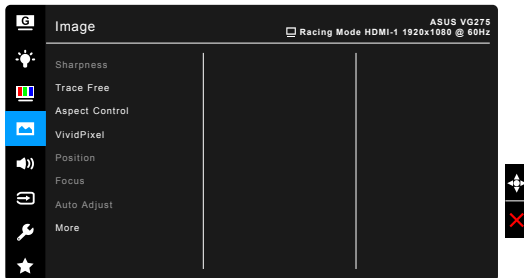 G
Image
ASUS VG275
Racing Mode HDMI-1 1920x1080 @ 60Hz
Sharpness
Trace Free
Aspect Control
VividPixel
Position
Focus
Auto Adjust
More